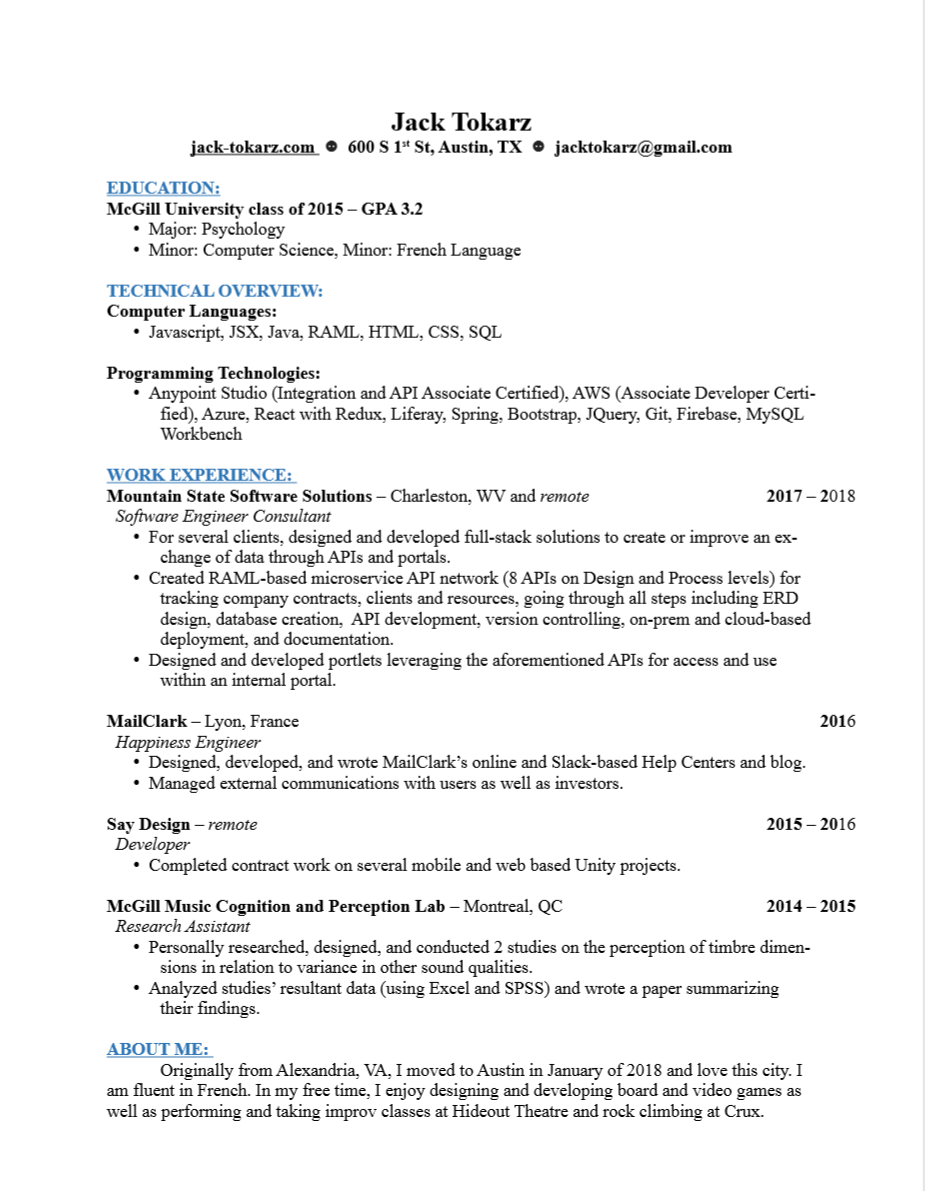 Jack Tokarz
jack-tokarz.com ⚉ 600 S 1st St, Austin, TX ⚉ jacktokarz@gmail.com
EDUCATION:
McGill University class of 2015 – GPA 3.2
• Major: Psychology
• Minor: Computer Science, Minor: French Language
TECHNICAL OVERVIEW:
Computer Languages:
• Javascript, JSX, Java, RAML, HTML, CSS, SQL
Programming Technologies:
• Anypoint Studio (Integration and API Associate Certified), AWS (Associate Developer Certi-
fied), Azure, React with Redux, Liferay, Spring, Bootstrap, JQuery, Git, Firebase, MySQL
Workbench
WORK EXPERIENCE:
Mountain State Software Solutions – Charleston, WV and remote 2017 – 2018
Software Engineer Consultant
• For several clients, designed and developed full-stack solutions to create or improve an ex-
change of data through APIs and portals.
• Created RAML-based microservice API network (8 APIs on Design and Process levels) for
tracking company contracts, clients and resources, going through all steps including ERD
design, database creation, API development, version controlling, on-prem and cloud-based
deployment, and documentation.
• Designed and developed portlets leveraging the aforementioned APIs for access and use
within an internal portal.
MailClark – Lyon, France 2016
Happiness Engineer
• Designed, developed, and wrote MailClark’s online and Slack-based Help Centers and blog.
• Managed external communications with users as well as investors.
Say Design – remote 2015 – 2016
Developer
• Completed contract work on several mobile and web based Unity projects.
McGill Music Cognition and Perception Lab – Montreal, QC 2014 – 2015
Research Assistant
• Personally researched, designed, and conducted 2 studies on the perception of timbre dimen-
sions in relation to variance in other sound qualities.
• Analyzed studies’ resultant data (using Excel and SPSS) and wrote a paper summarizing
their findings.
ABOUT ME:
Originally from Alexandria, VA, I moved to Austin in January of 2018 and love this city. I
am fluent in French. In my free time, I enjoy designing and developing board and video games as
well as performing and taking improv classes at Hideout Theatre and rock climbing at Crux.